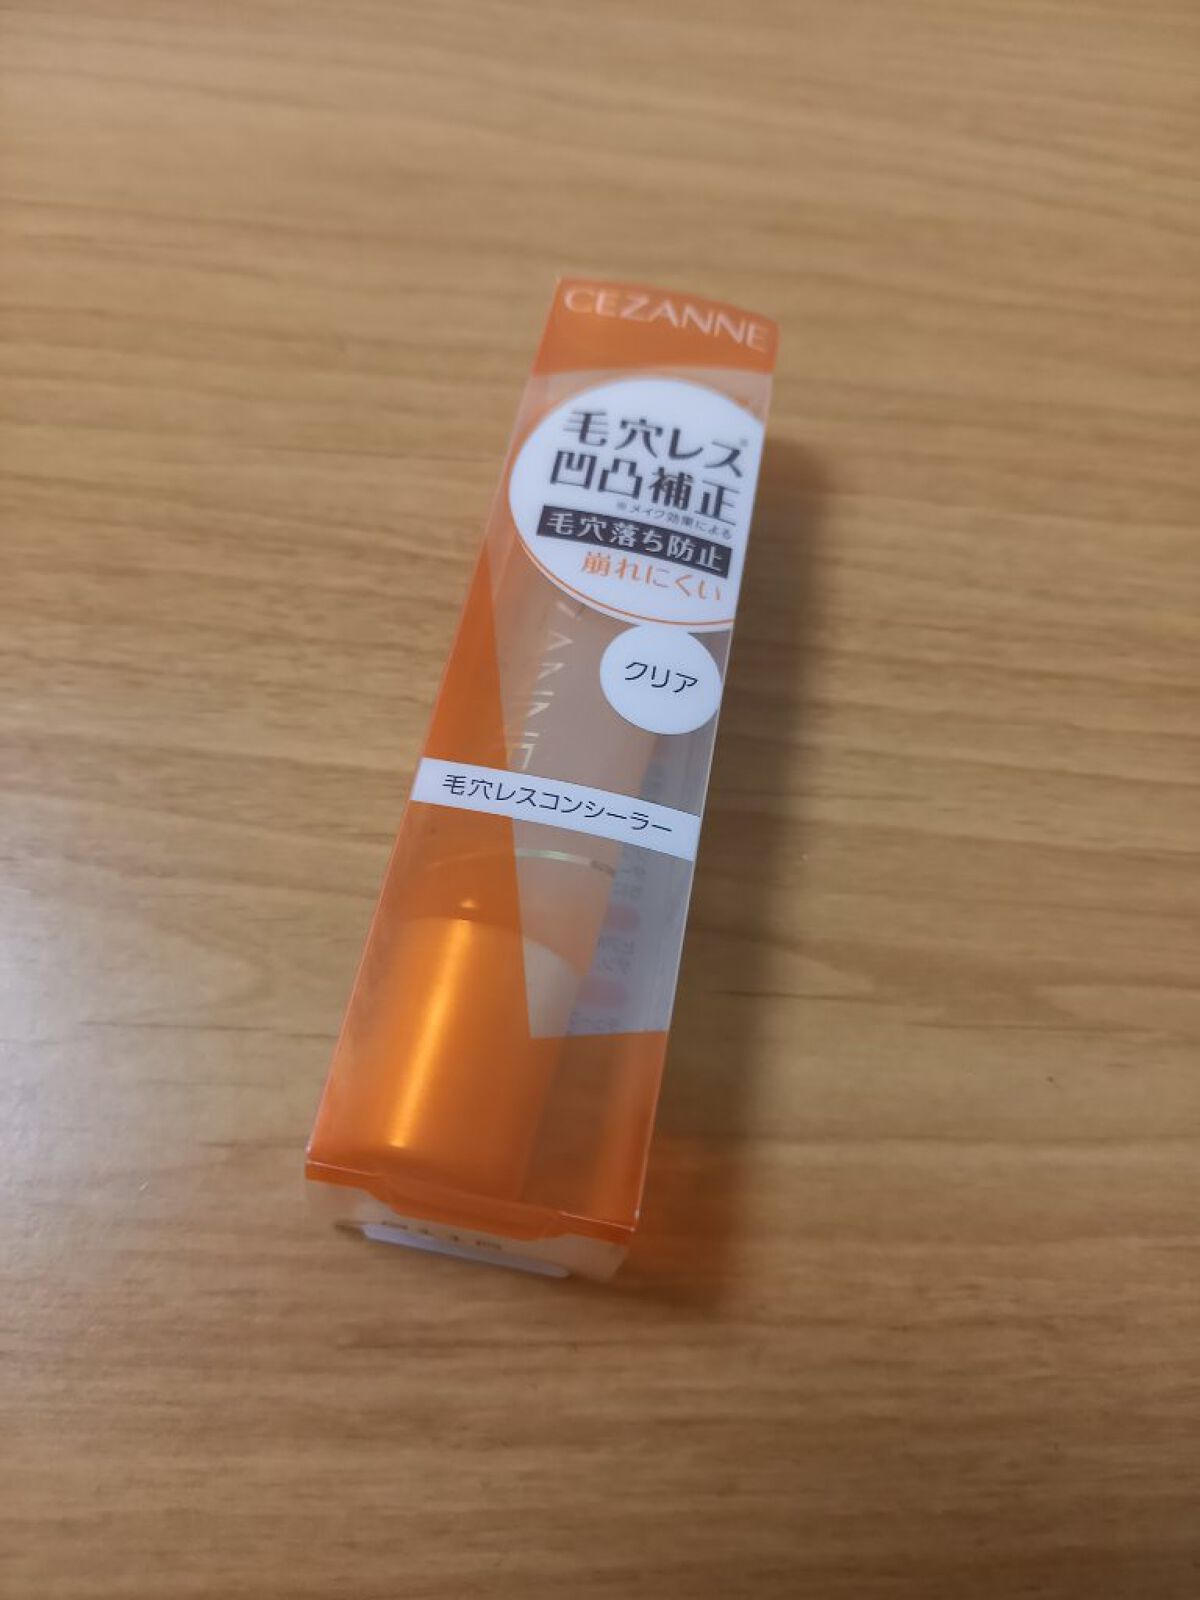 CEZANNE
毛穴レス※
凹凸補正
※メイク効果による
毛穴落ち防止
崩れにくい
クリア
毛穴レスコンシーラー